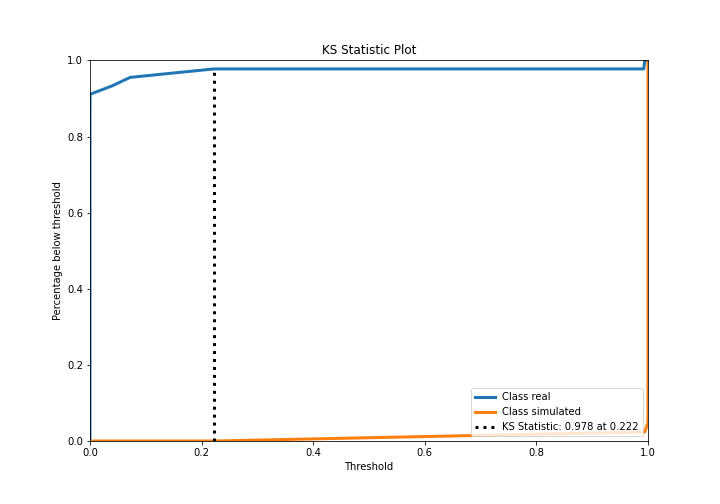 KS Statistic Plot
1.0
0.8
0.6
0.4
0.2
0.0
Percentage below threshold
Class real
Class simulated
KS Statistic: 0.978 at 0.222
0.0 0.2 0.4 0.6 0.8 1.0
Threshold